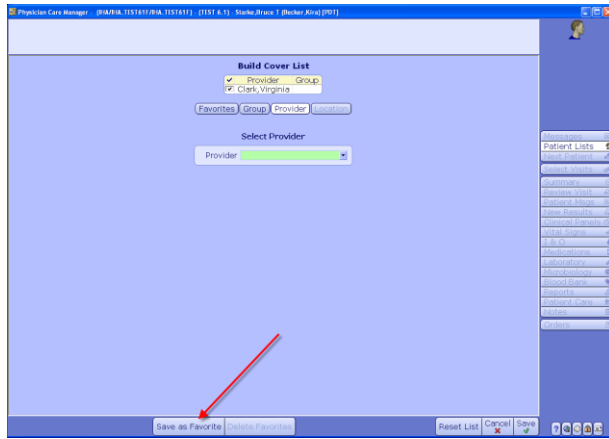 Physician Care Manager - (IHA/IHA.TEST61F/IHA.TEST61F) - (TEST 6.1) - Starke,Bruce T (Becker,Kira) [PDT]
Build Cover List
Provider Group
Clark,Virginia
Favorites Group Provider Location
Select Provider
Provider
Messages
Patient Lists
Next Patient
Select Visits
Summary
Review Visit
Patient Msgs
New Results
Clinical Panels
Vital Signs
I & O
Medications
Laboratory
Microbiology
Blood Bank
Reports
Patient Care
Notes
Orders
Save as Favorite Delete Favorites Reset List Cancel Save